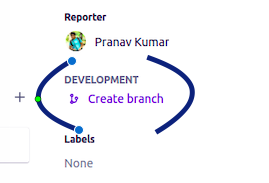 Reporter
Pranav Kumar
DEVELOPMENT
Create branch
Labels
None